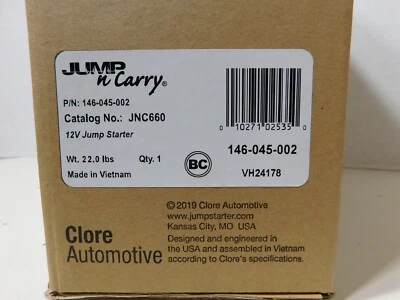 JUMP
n Carry®
P/N: 146-045-002
Catalog No.: JNC660
12V Jump Starter
Wt. 22.0 lbs Qty. 1
Made in Vietnam
BC
0 10271 02535 0
146-045-002
VH24178
©2019 Clore Automotive
www.jumpstarter.com
Kansas City, MO USA
Designed and engineered in
the USA and assembled in Vietnam
according to Clore's specifications.
Clore
Automotive